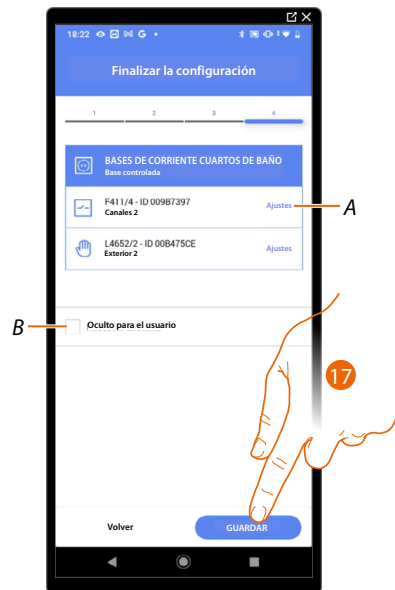 18:22 G
Finalizar la configuración
1 2 3 4
BASES DE CORRIENTE CUARTOS DE BAÑO
Base controlada
F411/4 - ID 009B7397
Canales 2
Ajustes
A
L4652/2 - ID 00B475CE
Exterior 2
Ajustes
B
Oculto para el usuario
17
Volver
GUARDAR